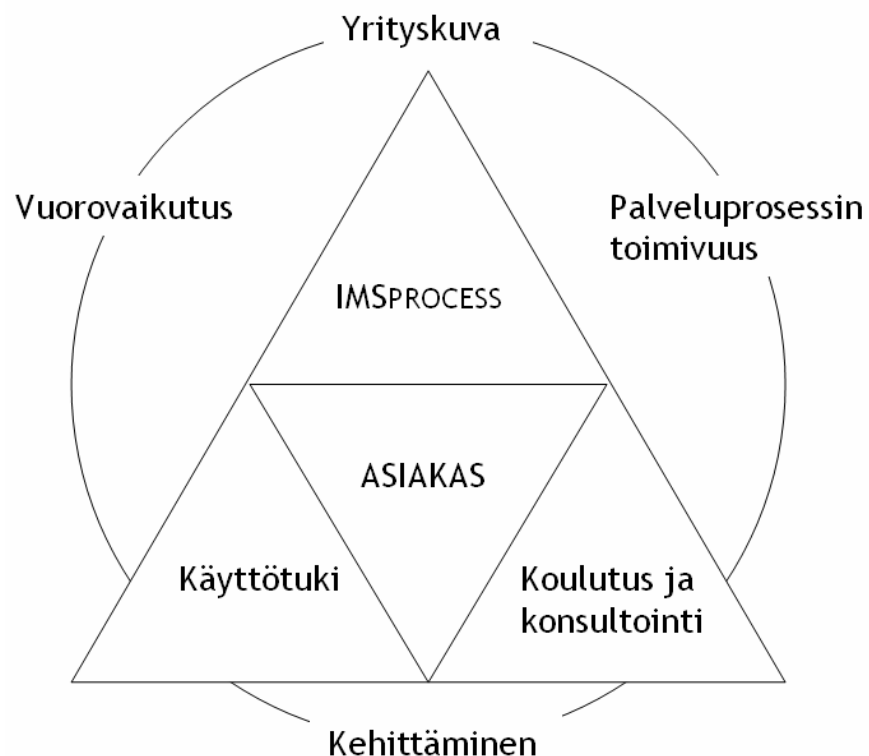 Yrityskuva
Vuorovaikutus
Palveluprosessin
toimivuus
IMSPROCESS
ASIAKAS
Käyttötuki
Koulutus ja
konsultointi
Kehittäminen